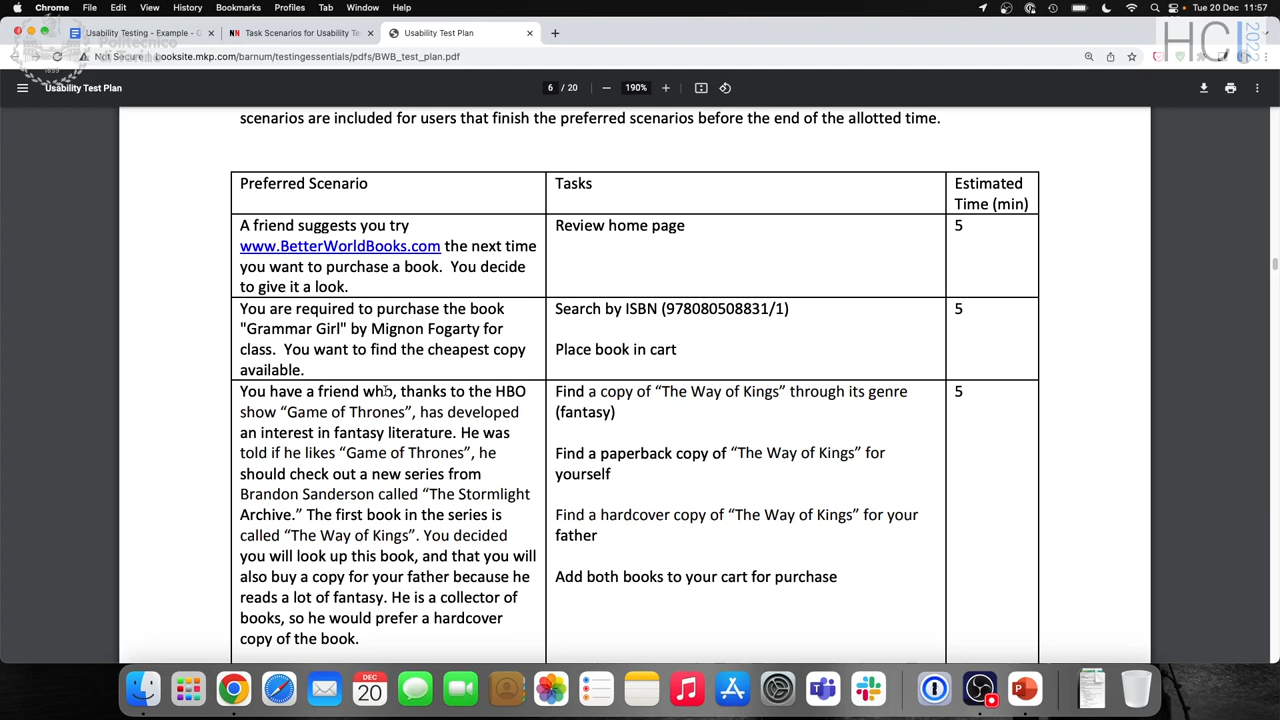 Chrome File Edit View History Bookmarks Profiles Tab Window Help Tue 20 Dec 11:57
Usability Testing - Example - G Task Scenarios for Usability Te Usability Test Plan
Not Secure booksite.mkp.com/barnum/testingessentials/pdfs/BWB_test_plan.pdf
HCI 2022
Politecnico
1859
Usability Test Plan 6 / 20 190%
scenarios are included for users that finish the preferred scenarios before the end of the allotted time.
Preferred Scenario Tasks Estimated
Time (min)
A friend suggests you try Review home page 5
www.BetterWorldBooks.com the next time
you want to purchase a book. You decide
to give it a look.
You are required to purchase the book Search by ISBN (978080508831/1) 5
"Grammar Girl" by Mignon Fogarty for
class. You want to find the cheapest copy Place book in cart
available.
You have a friend who, thanks to the HBO Find a copy of “The Way of Kings” through its genre 5
show “Game of Thrones”, has developed (fantasy)
an interest in fantasy literature. He was
told if he likes “Game of Thrones”, he Find a paperback copy of “The Way of Kings” for
should check out a new series from yourself
Brandon Sanderson called “The Stormlight
Archive.” The first book in the series is Find a hardcover copy of “The Way of Kings” for your
called “The Way of Kings”. You decided father
you will look up this book, and that you will
also buy a copy for your father because he Add both books to your cart for purchase
reads a lot of fantasy. He is a collector of
books, so he would prefer a hardcover
copy of the book.
DEC
20